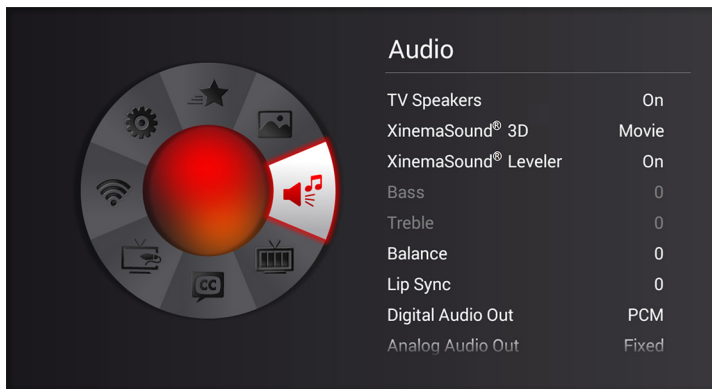 Audio
TV Speakers On
XinemaSound® 3D Movie
XinemaSound® Leveler On
Bass 0
Treble 0
Balance 0
Lip Sync 0
Digital Audio Out PCM
Analog Audio Out Fixed
CC